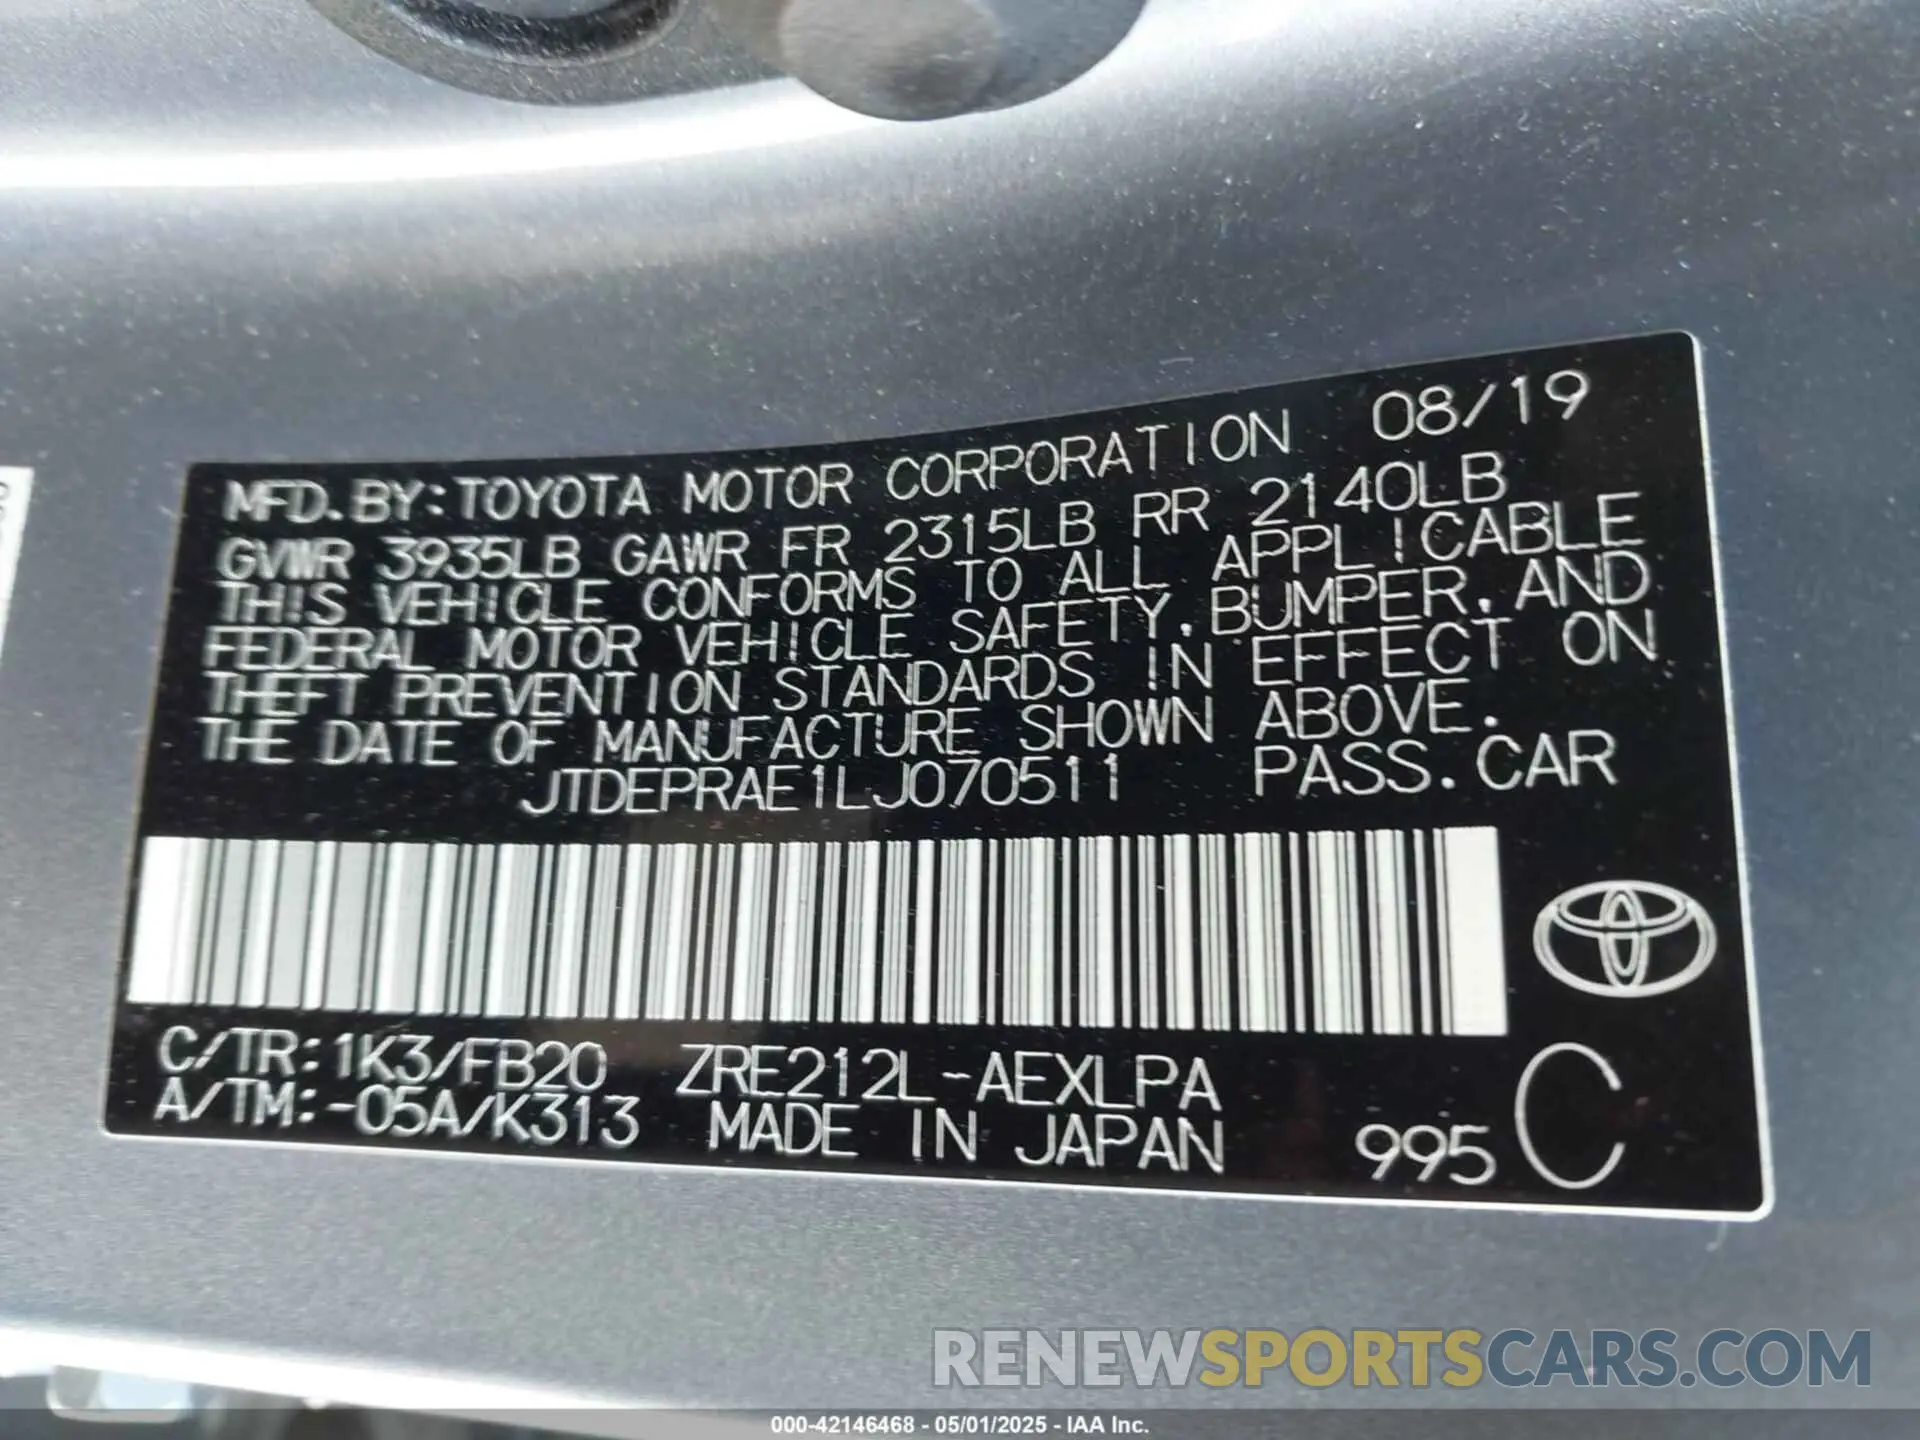 MFD.BY:TOYOTA MOTOR CORPORATION 08/19
GVWR 3935LB GAWR FR 2315LB RR 2140LB
THIS VEHICLE CONFORMS TO ALL APPLICABLE
FEDERAL MOTOR VEHICLE SAFETY, BUMPER, AND
THEFT PREVENTION STANDARDS IN EFFECT ON
THE DATE OF MANUFACTURE SHOWN ABOVE.
JTDEPRAE1LJ070511 PASS.CAR
C/TR:1K3/FB20 ZRE212L-AEXLPA
A/TM:-05A/K313 MADE IN JAPAN 995 C
RENEWSPORTSCARS.COM
000-42146468 - 05/01/2025 - IAA Inc.